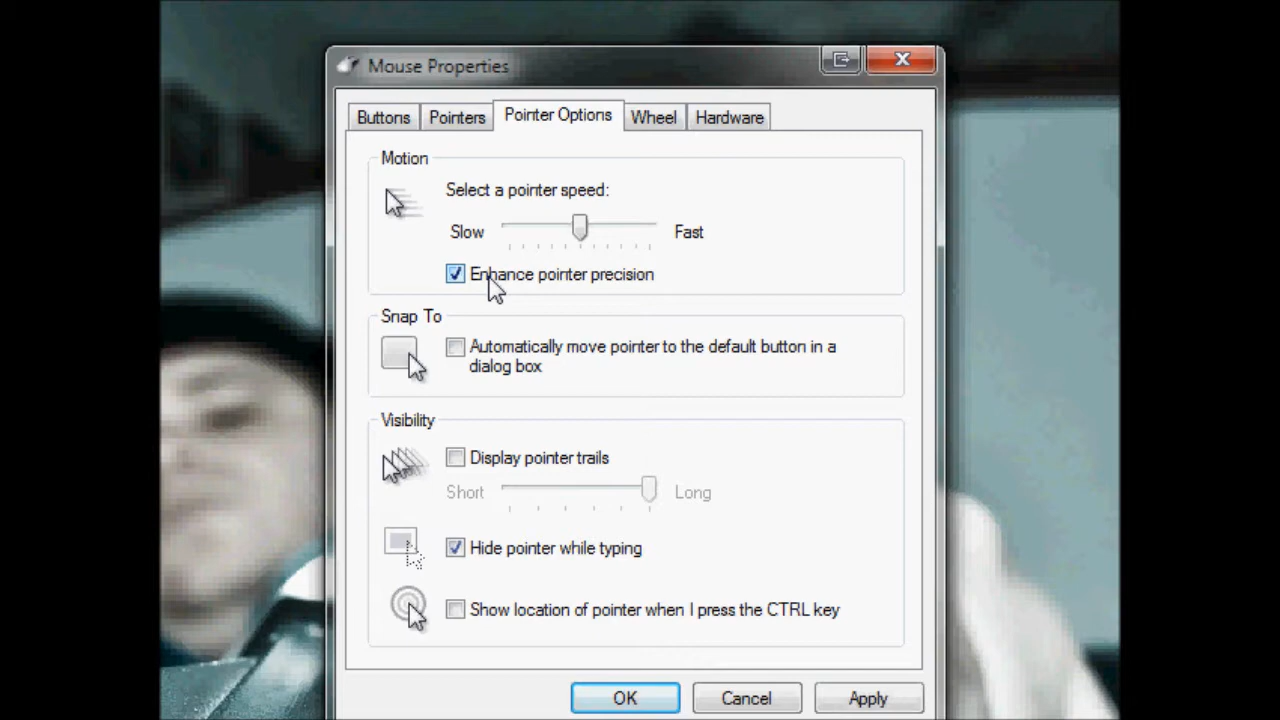 Mouse Properties
Buttons Pointers Pointer Options Wheel Hardware
Motion
Select a pointer speed:
Slow Fast
Enhance pointer precision
Snap To
Automatically move pointer to the default button in a
dialog box
Visibility
Display pointer trails
Short Long
Hide pointer while typing
Show location of pointer when I press the CTRL key
OK Cancel Apply